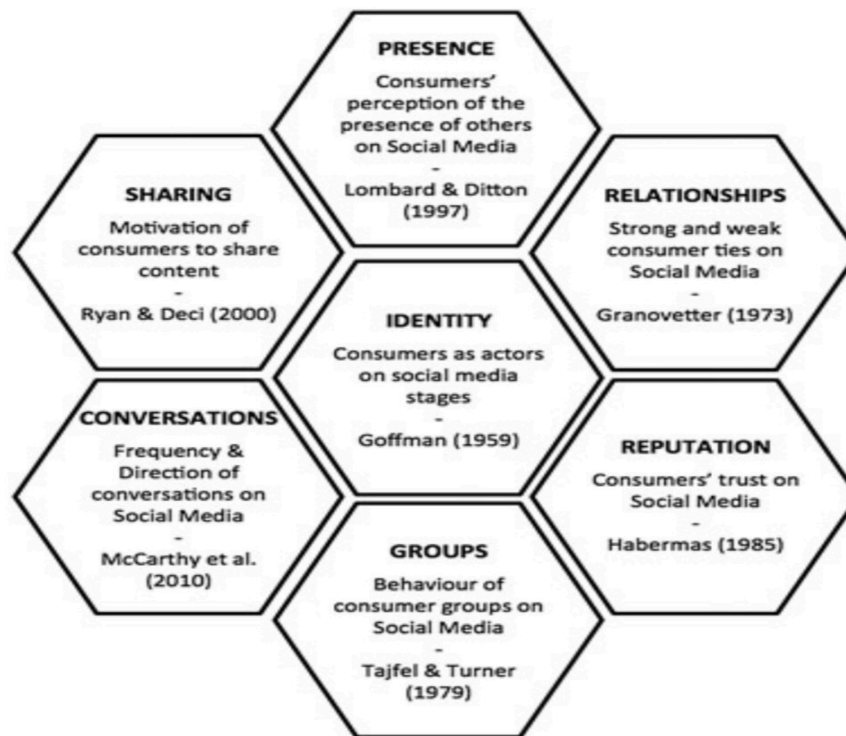 PRESENCE
Consumers'
perception of the
presence of others
on Social Media
-
Lombard & Ditton
(1997)
SHARING
Motivation of
consumers to share
content
-
Ryan & Deci (2000)
RELATIONSHIPS
Strong and weak
consumer ties on
Social Media
-
Granovetter (1973)
IDENTITY
Consumers as actors
on social media
stages
-
Goffman (1959)
CONVERSATIONS
Frequency &
Direction of
conversations on
Social Media
-
McCarthy et al.
(2010)
REPUTATION
Consumers' trust on
Social Media
-
Habermas (1985)
GROUPS
Behaviour of
consumer groups on
Social Media
-
Tajfel & Turner
(1979)